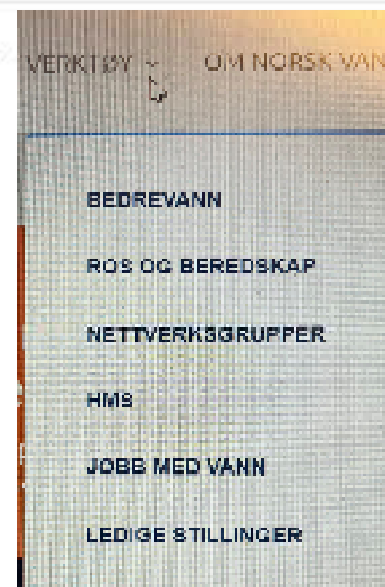 VERKTØY OM NORSK VAN
BEDREVANN
ROS OG BEREDSKAP
NETTVERKSGRUPPER
HMS
JOBB MED VANN
LEDIGE STILLINGER